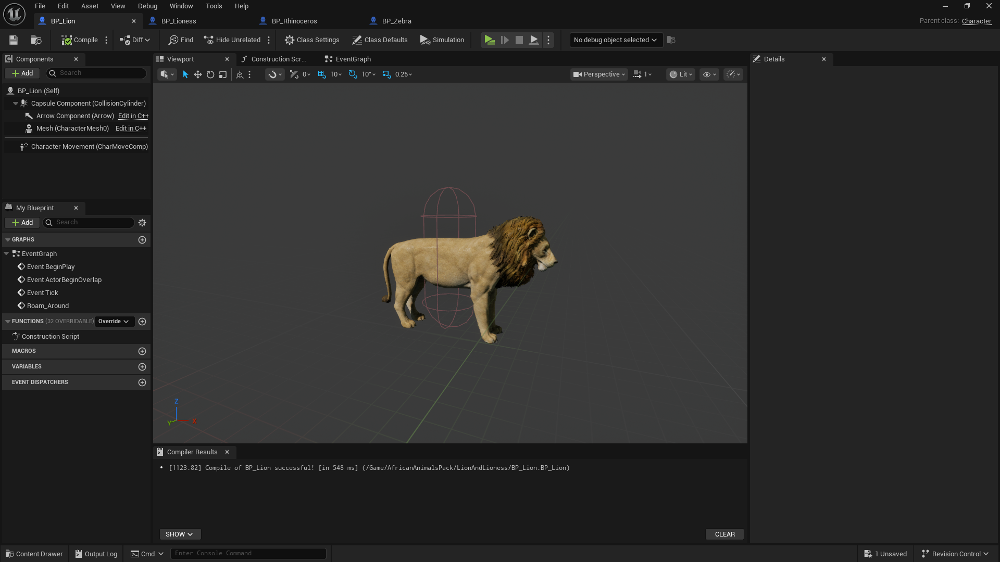 File Edit Asset View Debug Window Tools Help
BP_Lion BP_Lioness BP_Rhinoceros BP_Zebra
Parent class: Character
Compile Diff Find Hide Unrelated Class Settings Class Defaults Simulation No debug object selected
Components
Add Search
BP_Lion (Self)
Capsule Component (CollisionCylinder)
Arrow Component (Arrow) Edit in C++
Mesh (CharacterMesh0) Edit in C++
Character Movement (CharMoveComp)
My Blueprint
Add Search
GRAPHS
EventGraph
Event BeginPlay
Event ActorBeginOverlap
Event Tick
Roam_Around
FUNCTIONS (32 OVERRIDABLE) Override
Construction Script
MACROS
VARIABLES
EVENT DISPATCHERS
Viewport Construction Scr... EventGraph
0 10 10° 0.25 Perspective 1 Lit
Z
Y X
Compiler Results
• [1123.82] Compile of BP_Lion successful! [in 548 ms] (/Game/AfricanAnimalsPack/LionAndLioness/BP_Lion.BP_Lion)
SHOW CLEAR
Details
Content Drawer Output Log Cmd Enter Console Command 1 Unsaved Revision Control